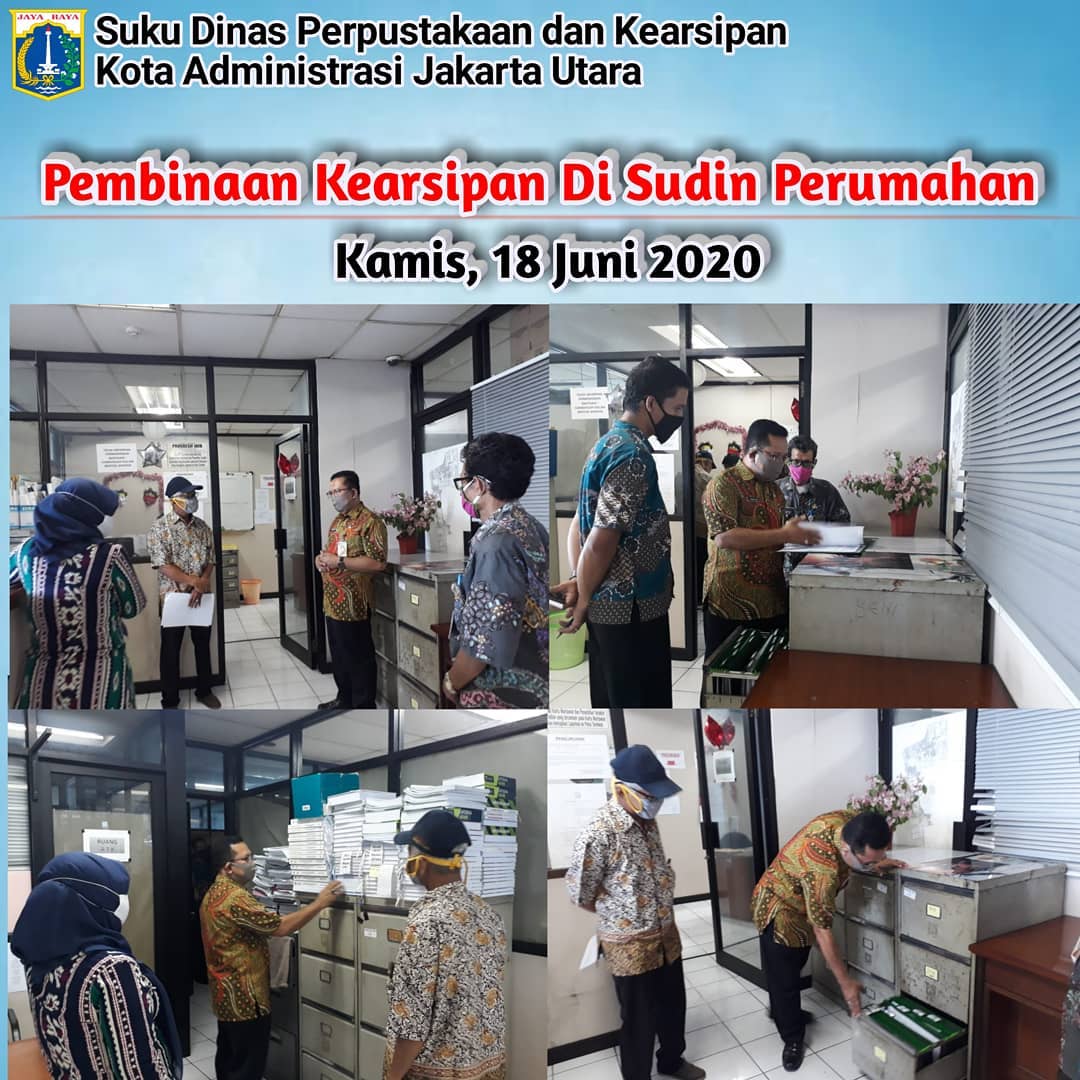 JAYA RAYA
Suku Dinas Perpustakaan dan Kearsipan
Kota Administrasi Jakarta Utara
Pembinaan Kearsipan Di Sudin Perumahan
Kamis, 18 Juni 2020
RUANG